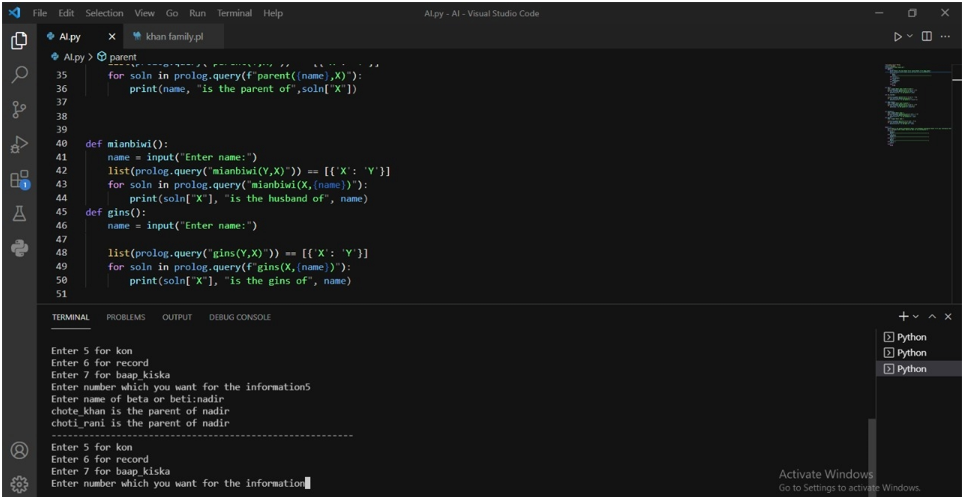 File Edit Selection View Go Run Terminal Help AI.py - AI - Visual Studio Code
AI.py khan family.pl
AI.py > parent
35 for soln in prolog.query(f"parent({name},X)"):
36 print(name, "is the parent of",soln["X"])
37
38
39
40 def mianbiwi():
41 name = input("Enter name:")
42 list(prolog.query("mianbiwi(Y,X)")) == [{'X': 'Y'}]
43 for soln in prolog.query("mianbiwi(X,{name})"):
44 print(soln["X"], "is the husband of", name)
45 def gins():
46 name = input("Enter name:")
47
48 list(prolog.query("gins(Y,X)")) == [{'X': 'Y'}]
49 for soln in prolog.query(f"gins(X,{name})"):
50 print(soln["X"], "is the gins of", name)
51
TERMINAL PROBLEMS OUTPUT DEBUG CONSOLE
Enter 5 for kon
Enter 6 for record
Enter 7 for baap_kiska
Enter number which you want for the information5
Enter name of beta or beti:nadir
chote_khan is the parent of nadir
choti_rani is the parent of nadir
-------------------------------------------------------
Enter 5 for kon
Enter 6 for record
Enter 7 for baap_kiska
Enter number which you want for the information
Python
Python
Python
1
Activate Windows
Go to Settings to activate Windows.